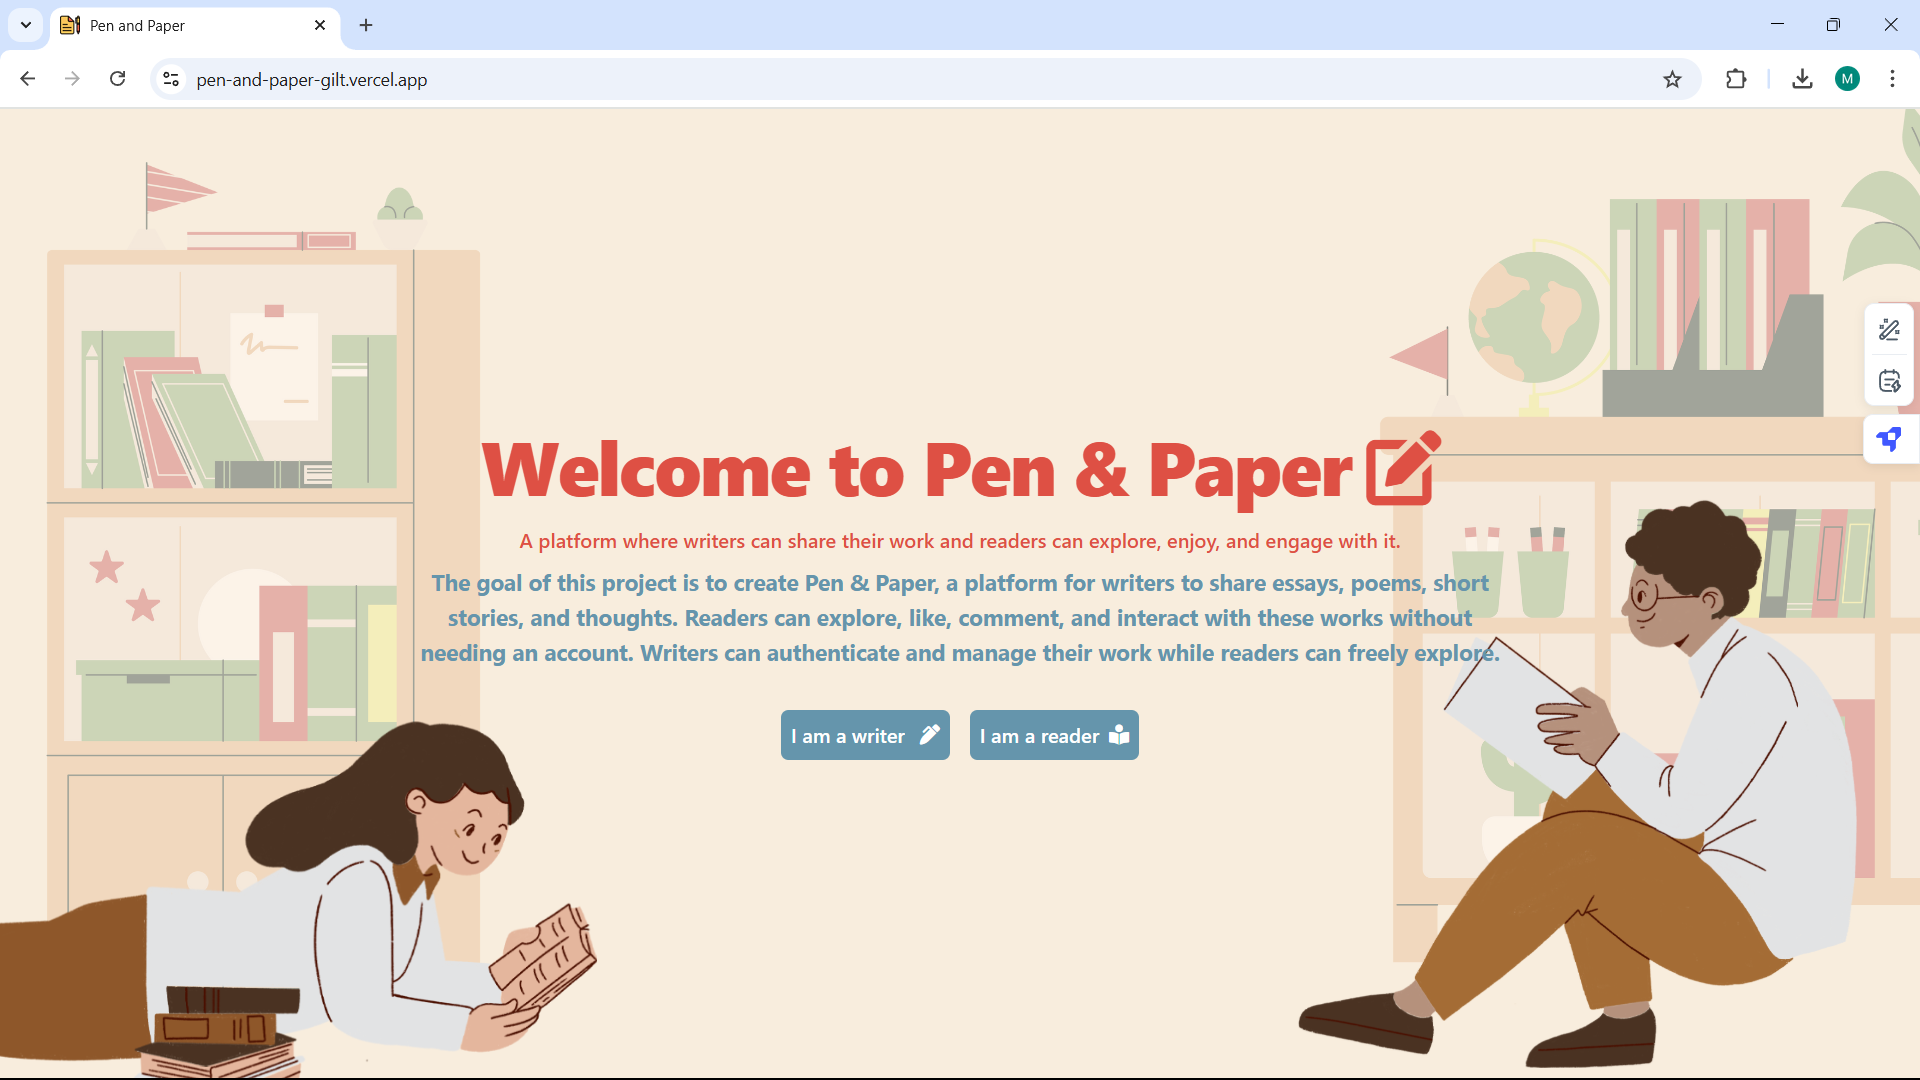 Pen and Paper
pen-and-paper-gilt.vercel.app
M
Welcome to Pen & Paper
A platform where writers can share their work and readers can explore, enjoy, and engage with it.
The goal of this project is to create Pen & Paper, a platform for writers to share essays, poems, short
stories, and thoughts. Readers can explore, like, comment, and interact with these works without
needing an account. Writers can authenticate and manage their work while readers can freely explore.
I am a writer
I am a reader